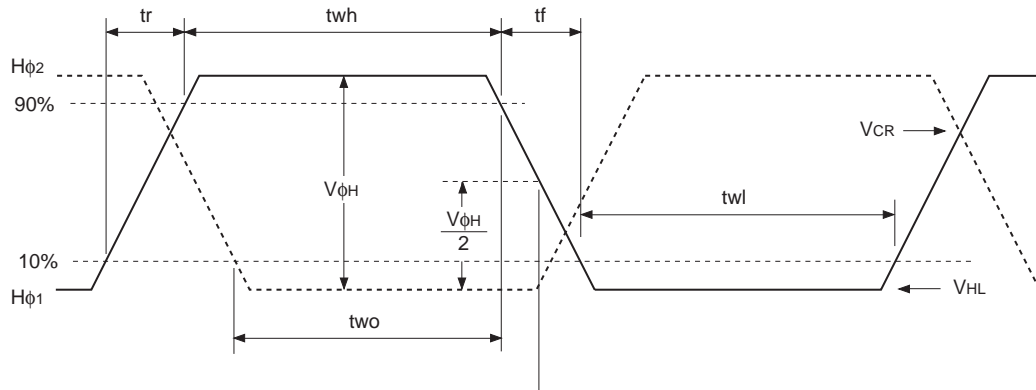 tr
twh
tf
Hϕ2
90%
VCR
VϕH
VϕH
2
twl
10%
Hϕ1
VHL
two